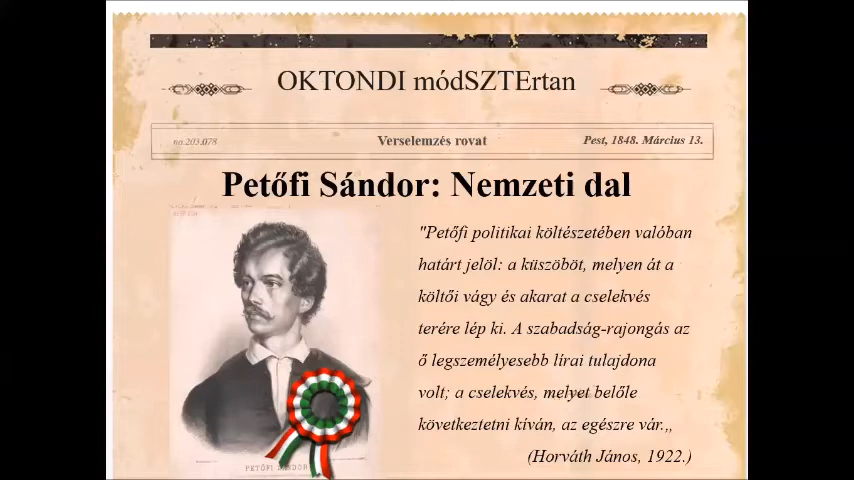 OKTONDI módSZTErtan
no.203.078
Verselemzés rovat
Pest, 1848. Március 13.
Petőfi Sándor: Nemzeti dal
"Petőfi politikai költészetében valóban
határt jelöl: a küszöböt, melyen át a
költői vágy és akarat a cselekvés
terére lép ki. A szabadság-rajongás az
ő legszemélyesebb lírai tulajdona
volt; a cselekvés, melyet belőle
következtetni kíván, az egészre vár.„
(Horváth János, 1922.)
PETŐFI SÁNDOR